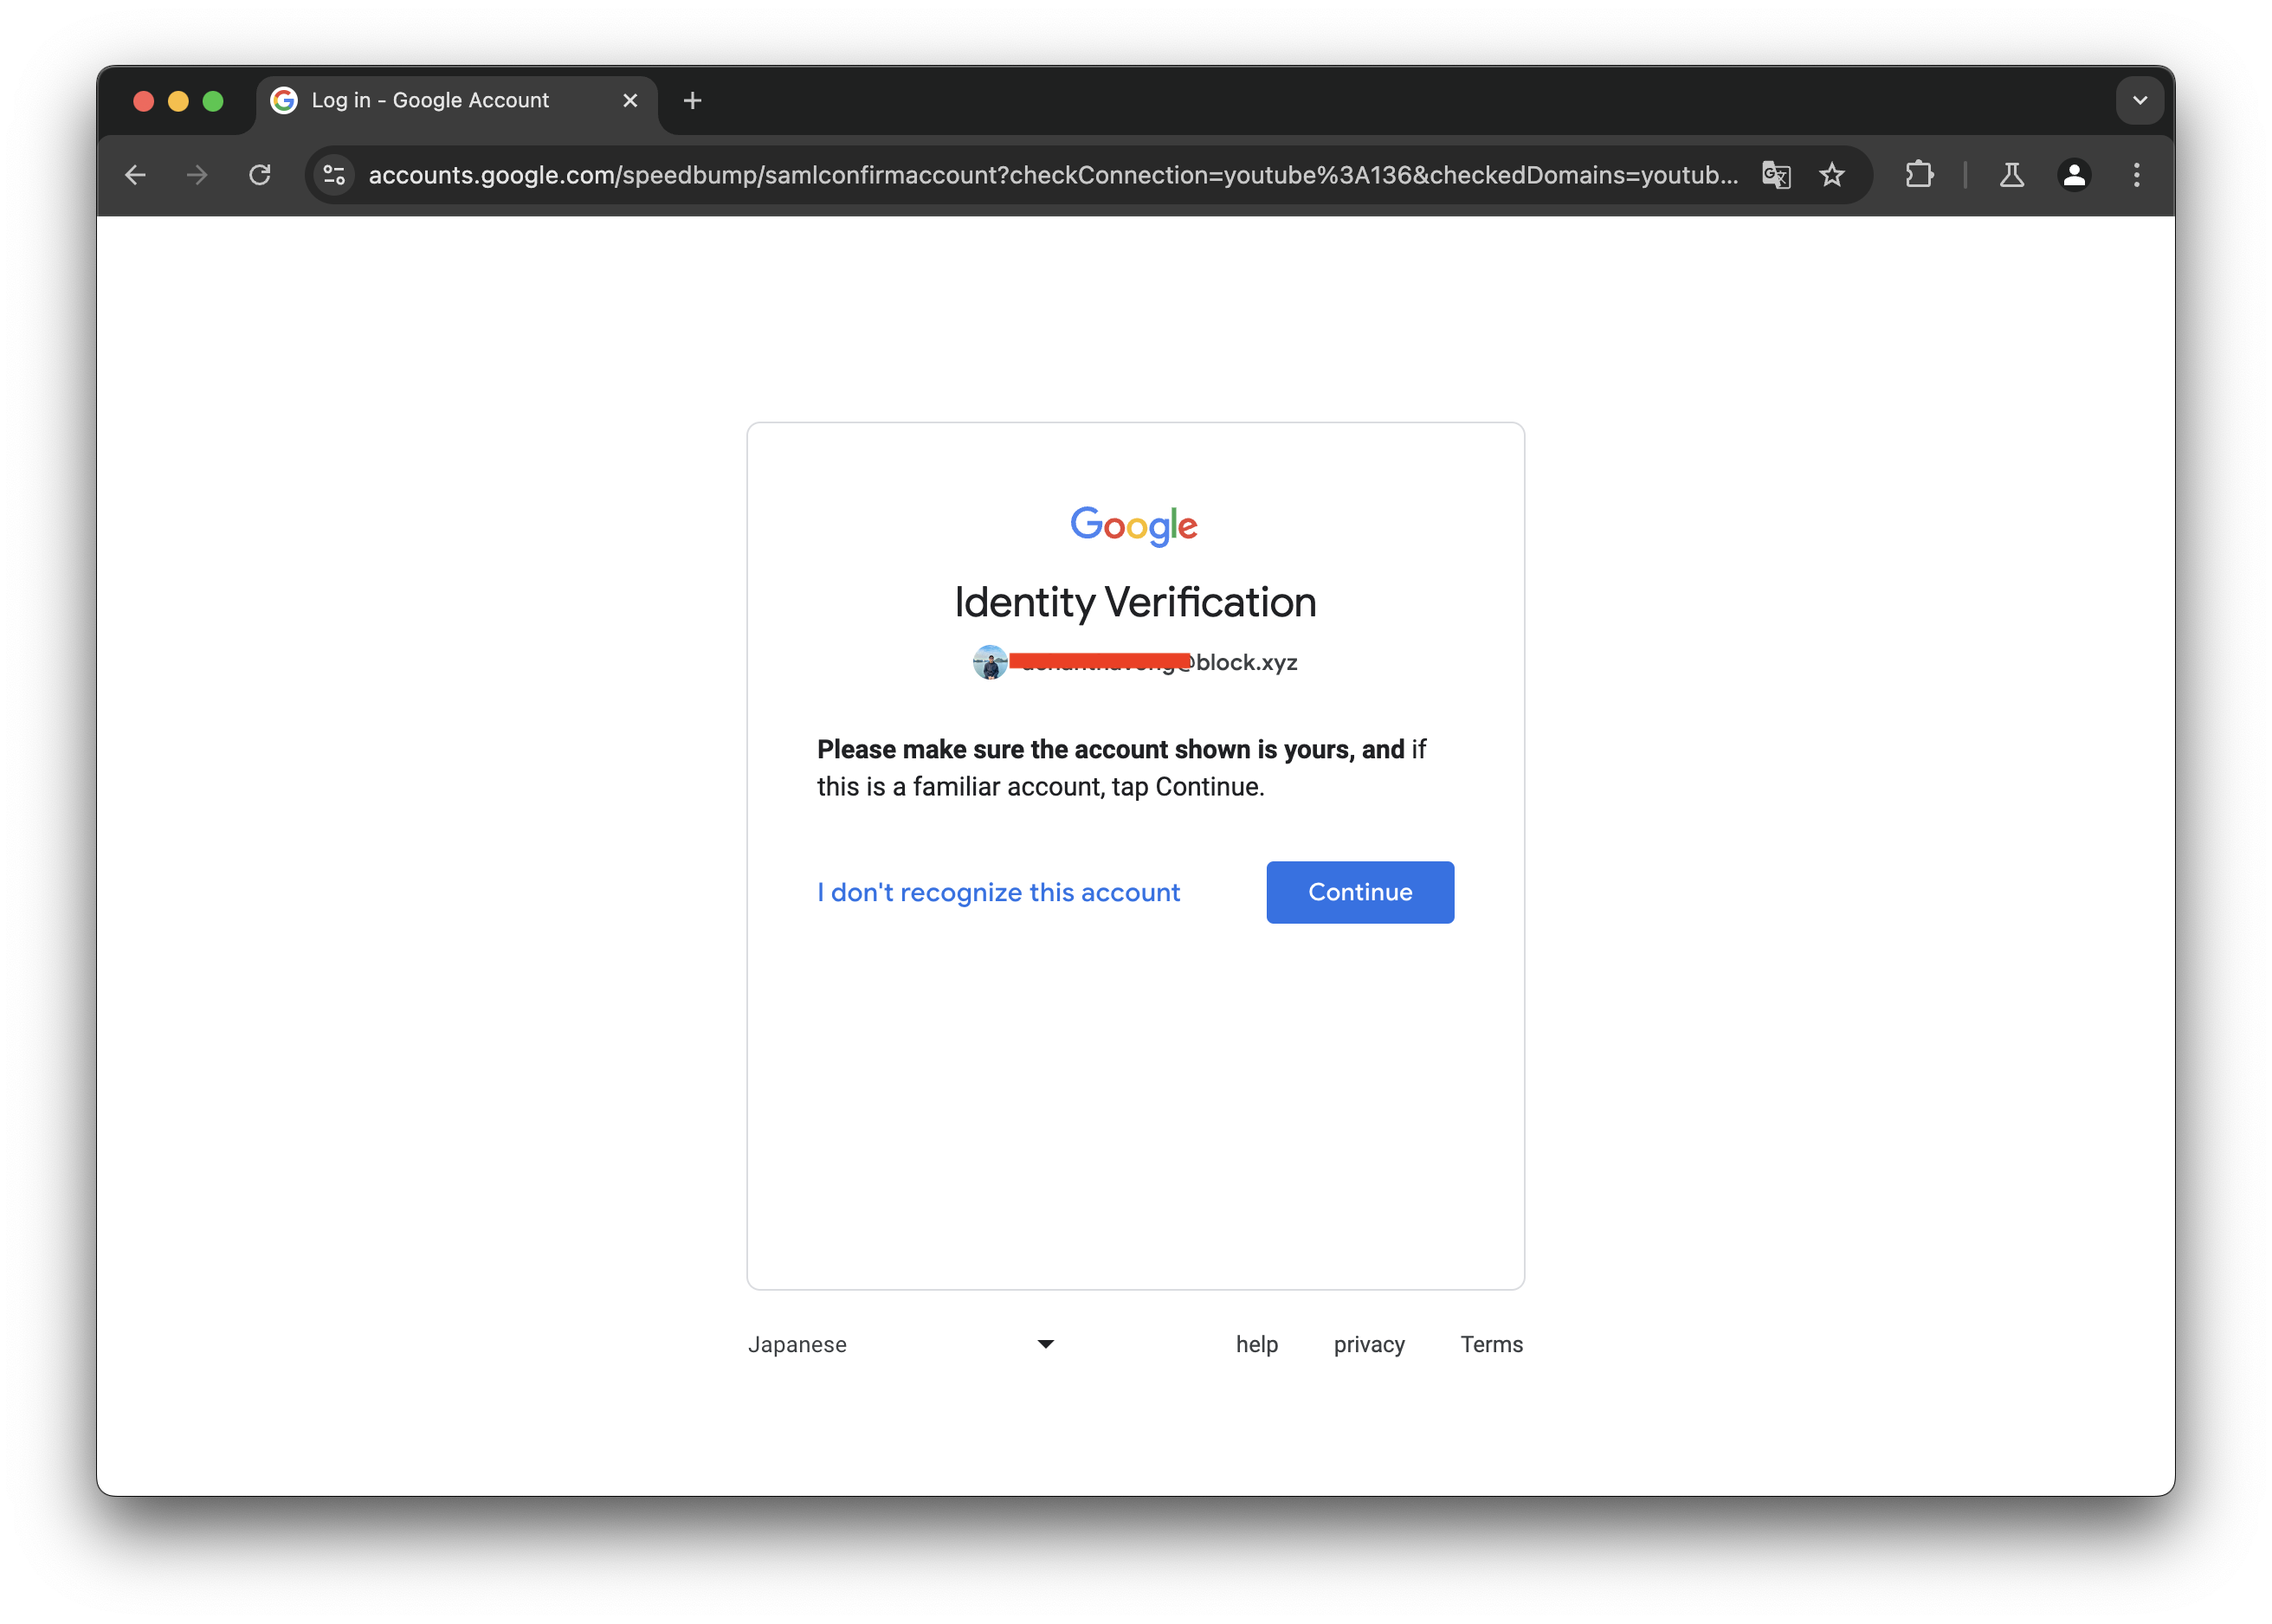 Log in - Google Account
accounts.google.com/speedbump/samlconfirmaccount?checkConnection=youtube%3A136&checkedDomains=youtub...
Google
Identity Verification
@block.xyz
Please make sure the account shown is yours, and if
this is a familiar account, tap Continue.
I don't recognize this account
Continue
Japanese
help
privacy
Terms